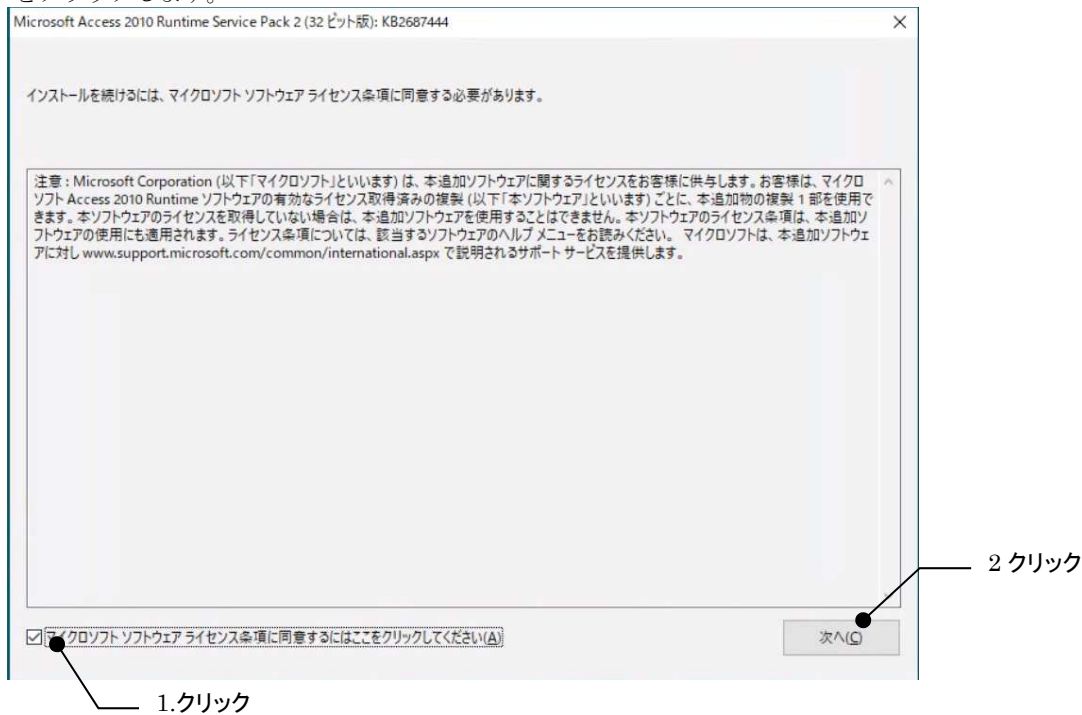 Microsoft Access 2010 Runtime Service Pack 2 (32 ビット版): KB2687444
インストールを続けるには、マイクロソフト ソフトウェア ライセンス条項に同意する必要があります。
注意 : Microsoft Corporation (以下「マイクロソフト」といいます) は、本追加ソフトウェアに関するライセンスをお客様に供与します。お客様は、マイクロ
ソフト Access 2010 Runtime ソフトウェアの有効なライセンス取得済みの複製 (以下「本ソフトウェア」といいます) ごとに、本追加物の複製 1 部を使用で
きます。本ソフトウェアのライセンスを取得していない場合は、本追加ソフトウェアを使用することはできません。本ソフトウェアのライセンス条項は、本追加ソ
フトウェアの使用にも適用されます。ライセンス条項については、該当するソフトウェアのヘルプ メニューをお読みください。 マイクロソフトは、本追加ソフトウェ
アに対し www.support.microsoft.com/common/international.aspx で説明されるサポート サービスを提供します。
2 クリック
マイクロソフト ソフトウェア ライセンス条項に同意するにはここをクリックしてください(A)
次へ(C)
1.クリック